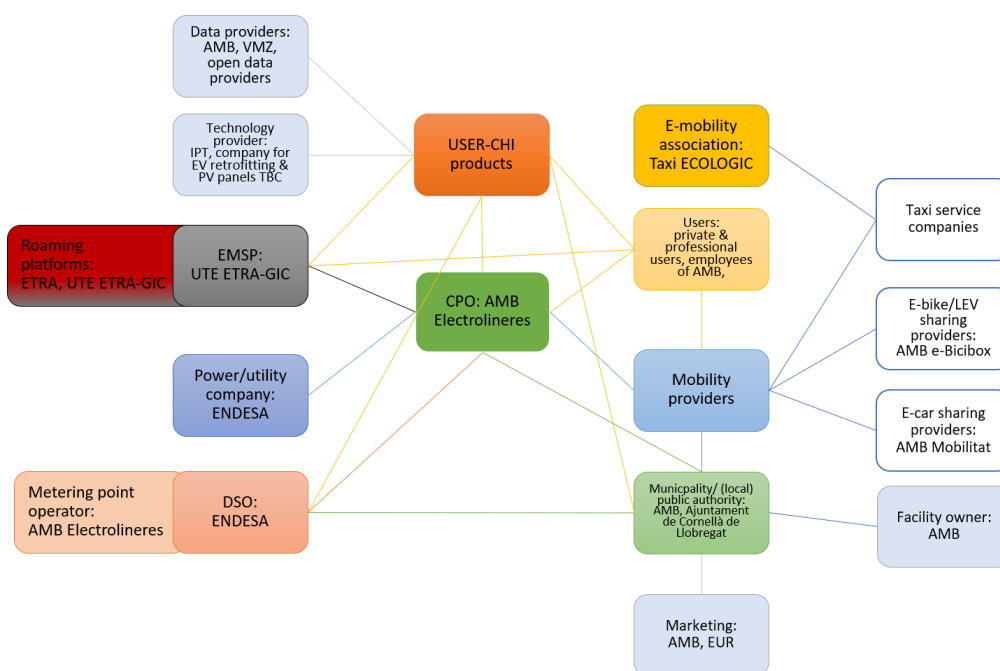 Data providers:
AMB, VMZ,
open data
providers
Technology
provider:
IPT, company for
EV retrofitting &
PV panels TBC
USER-CHI
products
E-mobility
association:
Taxi ECOLOGIC
Taxi service
companies
Roaming
platforms:
ETRA, UTE ETRA-GIC
EMSP:
UTE ETRA-GIC
Users:
private &
professional
users, employees
of AMB,
CPO: AMB
Electrolineres
E-bike/LEV
sharing
providers:
AMB e-Bicibox
Power/utility
company:
ENDESA
Mobility
providers
E-car sharing
providers:
AMB Mobilitat
Metering point
operator:
AMB Electrolineres
DSO:
ENDESA
Municpality/ (local)
public authority:
AMB, Ajuntament
de Cornellà de
Llobregat
Facility owner:
AMB
Marketing:
AMB, EUR